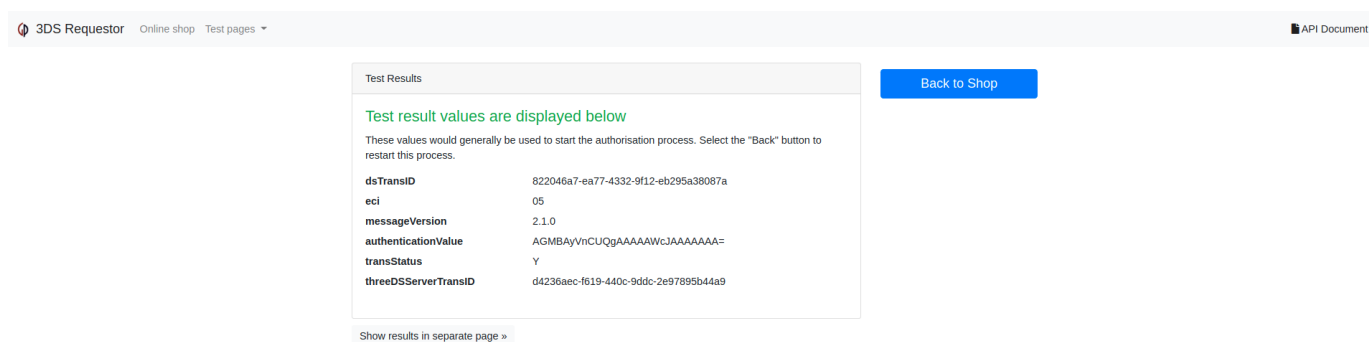 3DS Requestor Online shop Test pages
API Document
Test Results
Back to Shop
Test result values are displayed below
These values would generally be used to start the authorisation process. Select the "Back" button to
restart this process.
dsTransID 822046a7-ea77-4332-9f12-eb295a38087a
eci 05
messageVersion 2.1.0
authenticationValue AGMBAyVnCUQgAAAAAWcJAAAAAAA=
transStatus Y
threeDSServerTransID d4236aec-f619-440c-9ddc-2e97895b44a9
Show results in separate page »